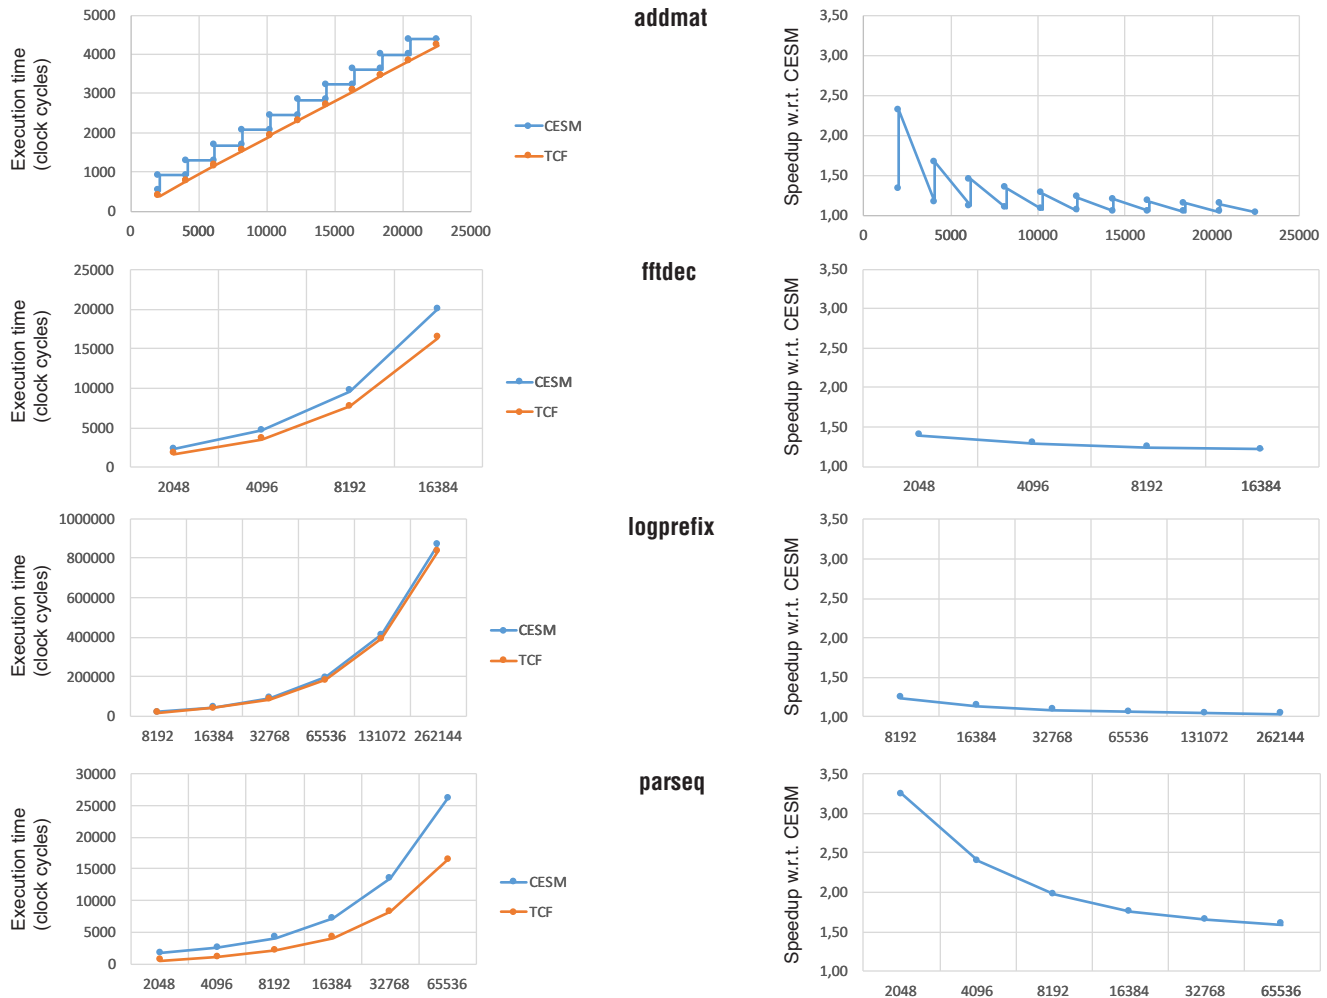 addmat
Execution time
(clock cycles)
5000
4000
3000
2000
1000
0
0 5000 10000 15000 20000 25000
CESM
TCF
Speedup w.r.t. CESM
3,50
3,00
2,50
2,00
1,50
1,00
0 5000 10000 15000 20000 25000
fftdec
Execution time
(clock cycles)
25000
20000
15000
10000
5000
0
2048 4096 8192 16384
CESM
TCF
Speedup w.r.t. CESM
3,50
3,00
2,50
2,00
1,50
1,00
2048 4096 8192 16384
logprefix
Execution time
(clock cycles)
1000000
800000
600000
400000
200000
0
8192 16384 32768 65536 131072 262144
CESM
TCF
Speedup w.r.t. CESM
3,50
3,00
2,50
2,00
1,50
1,00
8192 16384 32768 65536 131072 262144
parseq
Execution time
(clock cycles)
30000
25000
20000
15000
10000
5000
0
2048 4096 8192 16384 32768 65536
CESM
TCF
Speedup w.r.t. CESM
3,50
3,00
2,50
2,00
1,50
1,00
2048 4096 8192 16384 32768 65536